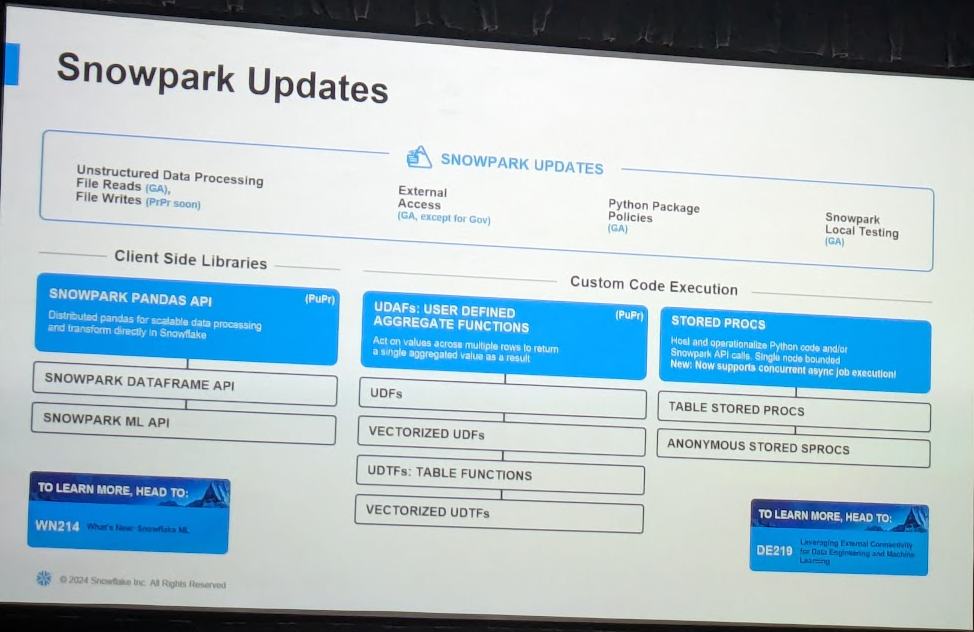 Snowpark Updates
SNOWPARK UPDATES
Unstructured Data Processing
File Reads (GA),
File Writes (PrPr soon)
External
Access
(GA, except for Gov)
Python Package
Policies
(GA)
Snowpark
Local Testing
(GA)
Client Side Libraries
SNOWPARK PANDAS API (PuPr)
Distributed pandas for scalable data processing
and transform directly in Snowflake
SNOWPARK DATAFRAME API
SNOWPARK ML API
Custom Code Execution
UDAFs: USER DEFINED (PuPr)
AGGREGATE FUNCTIONS
Act on values across multiple rows to return
a single aggregated value as a result
UDFs
VECTORIZED UDFs
UDTFs: TABLE FUNCTIONS
VECTORIZED UDTFs
STORED PROCS
Host and operationalize Python code and/or
Snowpark API calls. Single node bounded
New: Now supports concurrent async job execution!
TABLE STORED PROCS
ANONYMOUS STORED SPROCS
TO LEARN MORE, HEAD TO:
WN214 What's New: Snowflake ML
TO LEARN MORE, HEAD TO:
DE219
Leveraging External Connectivity
for Data Engineering and Machine
Learning
© 2024 Snowflake Inc. All Rights Reserved